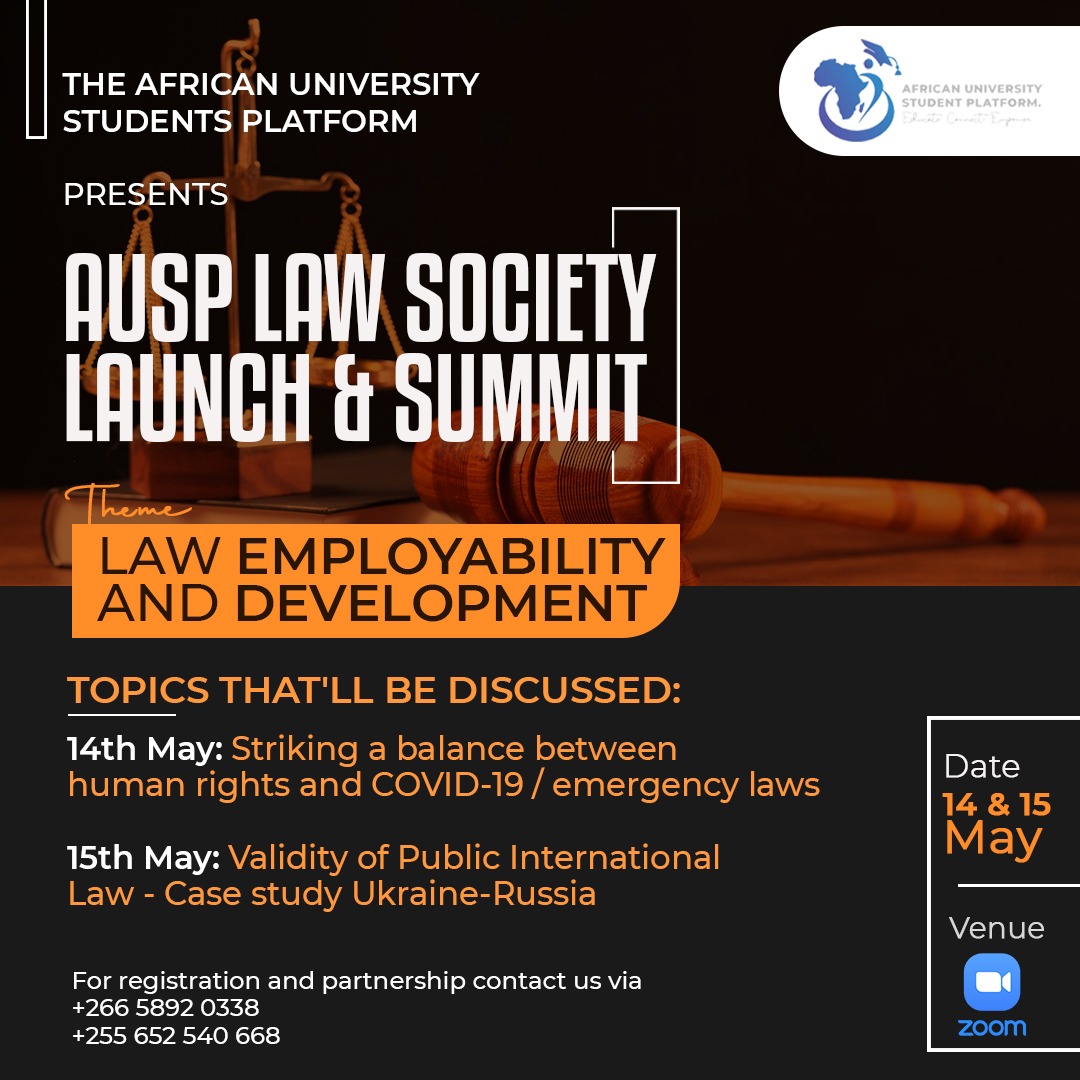 THE AFRICAN UNIVERSITY
STUDENTS PLATFORM
AFRICAN UNIVERSITY
STUDENT PLATFORM.
Educate Connect Empower
PRESENTS
AUSP LAW SOCIETY
LAUNCH & SUMMIT
Theme
LAW EMPLOYABILITY
AND DEVELOPMENT
TOPICS THAT'LL BE DISCUSSED:
14th May: Striking a balance between
human rights and COVID-19 / emergency laws
15th May: Validity of Public International
Law - Case study Ukraine-Russia
Date
14 & 15
May
Venue
zoom
For registration and partnership contact us via
+266 5892 0338
+255 652 540 668